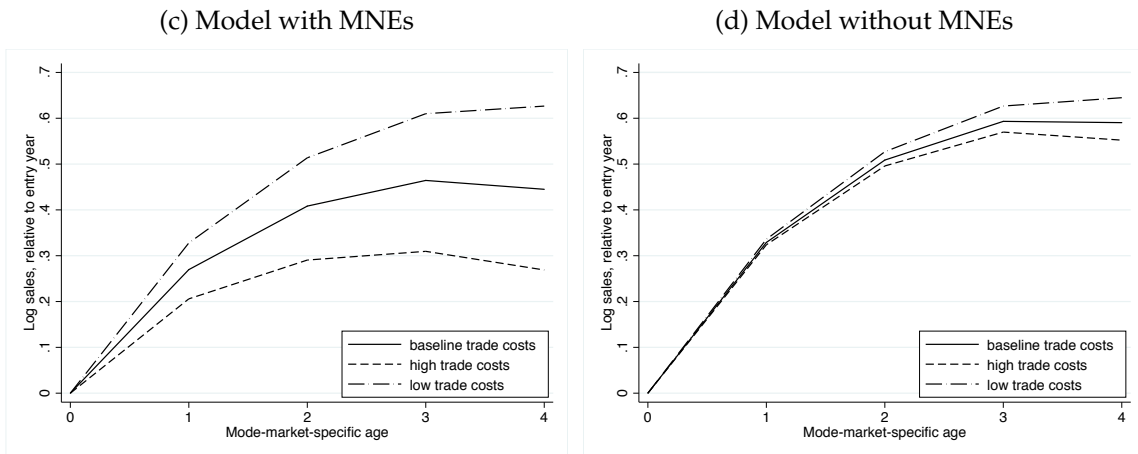 (c) Model with MNEs
Log sales, relative to entry year
.7
.6
.5
.4
.3
.2
.1
0
baseline trade costs
high trade costs
low trade costs
0 1 2 3 4
Mode-market-specific age
(d) Model without MNEs
Log sales, relative to entry year
.7
.6
.5
.4
.3
.2
.1
0
baseline trade costs
high trade costs
low trade costs
0 1 2 3 4
Mode-market-specific age